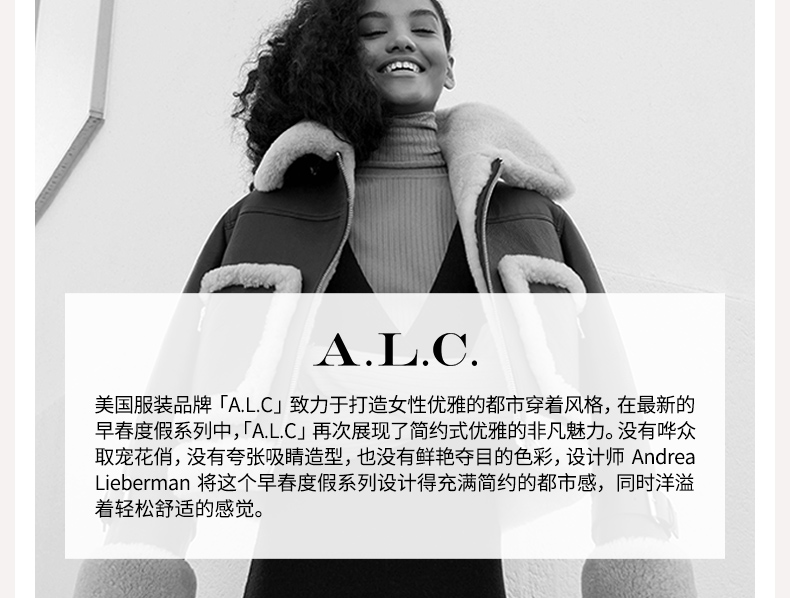 A.L.C.
美国服装品牌「A.L.C」致力于打造女性优雅的都市穿着风格，在最新的
早春度假系列中，「A.L.C」再次展现了简约式优雅的非凡魅力。没有哗众
取宠花俏，没有夸张吸睛造型，也没有鲜艳夺目的色彩，设计师 Andrea
Lieberman 将这个早春度假系列设计得充满简约的都市感，同时洋溢
着轻松舒适的感觉。